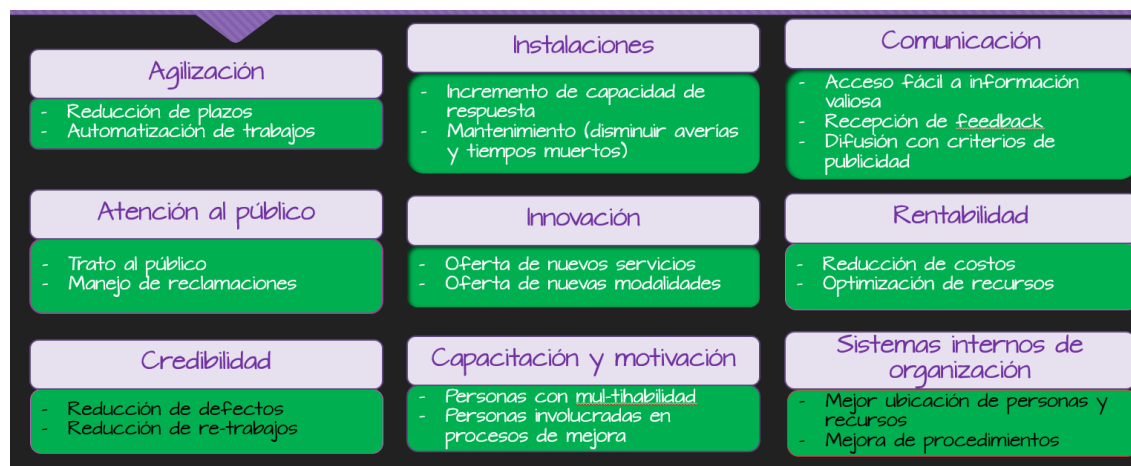 Agilización
- Reducción de plazos
- Automatización de trabajos
Instalaciones
- Incremento de capacidad de
respuesta
- Mantenimiento (disminuir averías
y tiempos muertos)
Comunicación
- Acceso fácil a información
valiosa
- Recepción de feedback
- Difusión con criterios de
publicidad
Atención al público
- Trato al público
- Manejo de reclamaciones
Innovación
- Oferta de nuevos servicios
- Oferta de nuevas modalidades
Rentabilidad
- Reducción de costos
- Optimización de recursos
Credibilidad
- Reducción de defectos
- Reducción de re-trabajos
Capacitación y motivación
- Personas con mul-tihabilidad
- Personas involucradas en
procesos de mejora
Sistemas internos de
organización
- Mejor ubicación de personas y
recursos
- Mejora de procedimientos